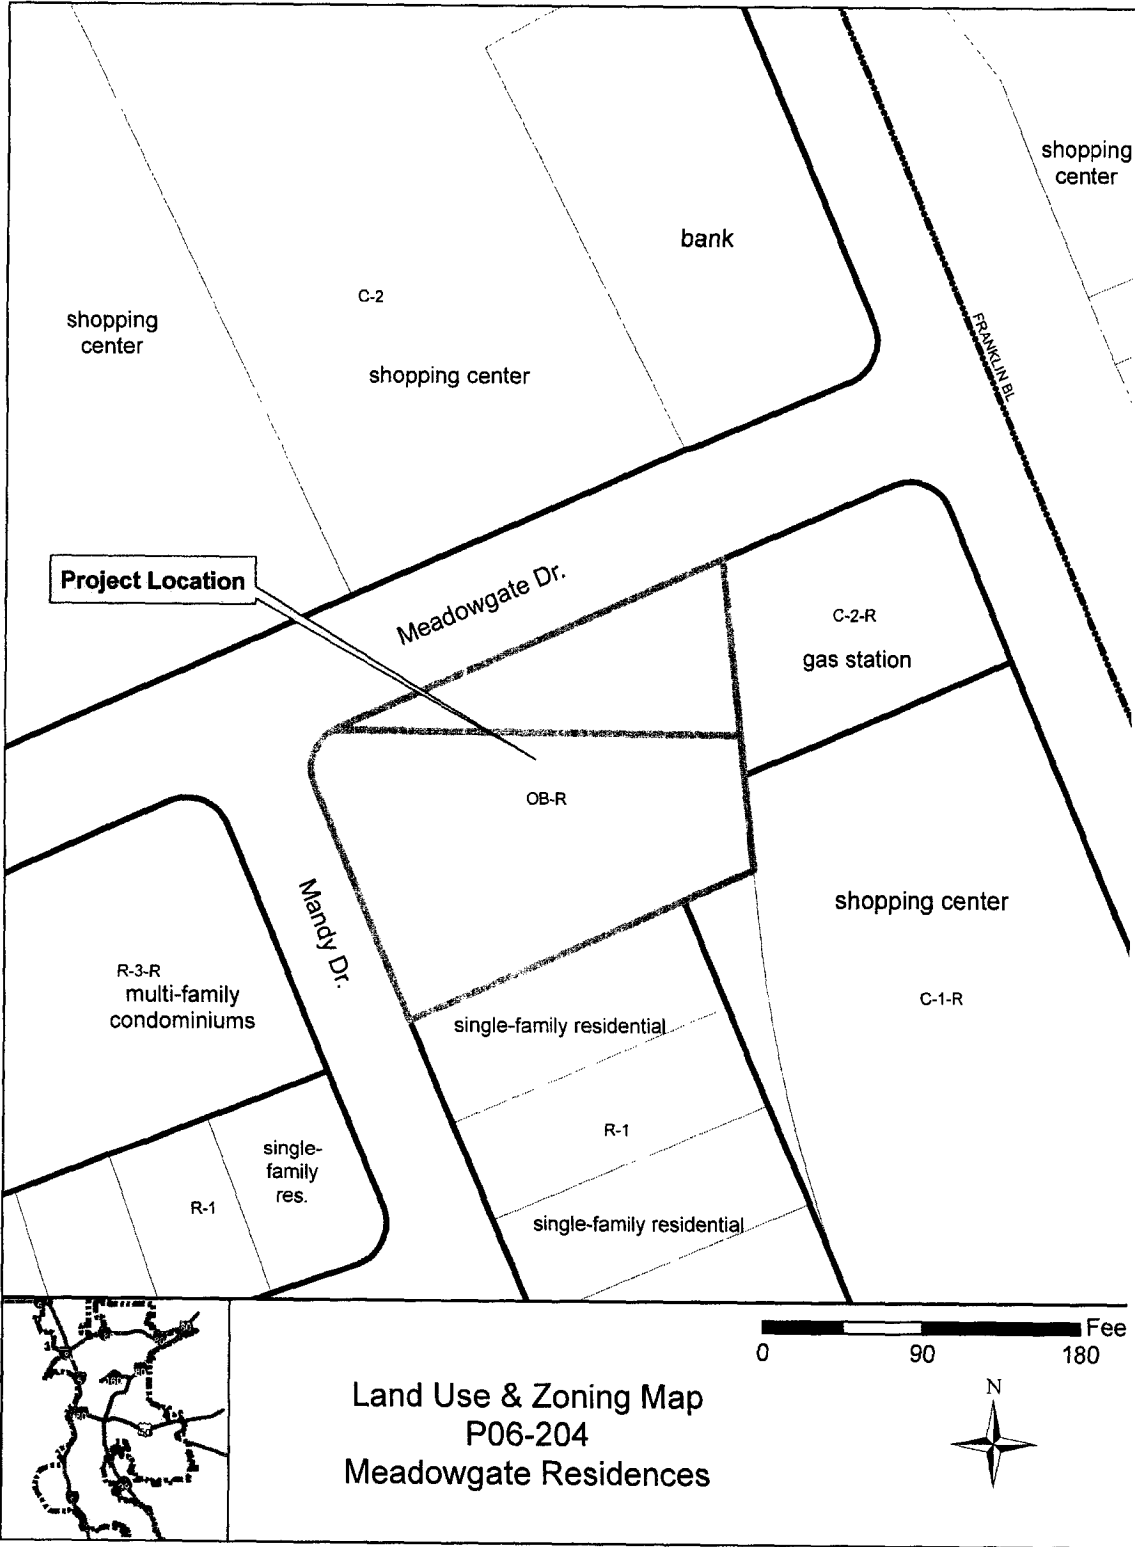 shopping
center
bank
C-2
shopping
center
shopping center
FRANKLIN BL
Project Location
Meadowgate Dr.
C-2-R
gas station
OB-R
Mandy Dr.
shopping center
R-3-R
multi-family
condominiums
C-1-R
single-family residential
R-1
single-
family
res.
R-1
single-family residential
Fee
0 90 180
Land Use & Zoning Map
P06-204
Meadowgate Residences
N